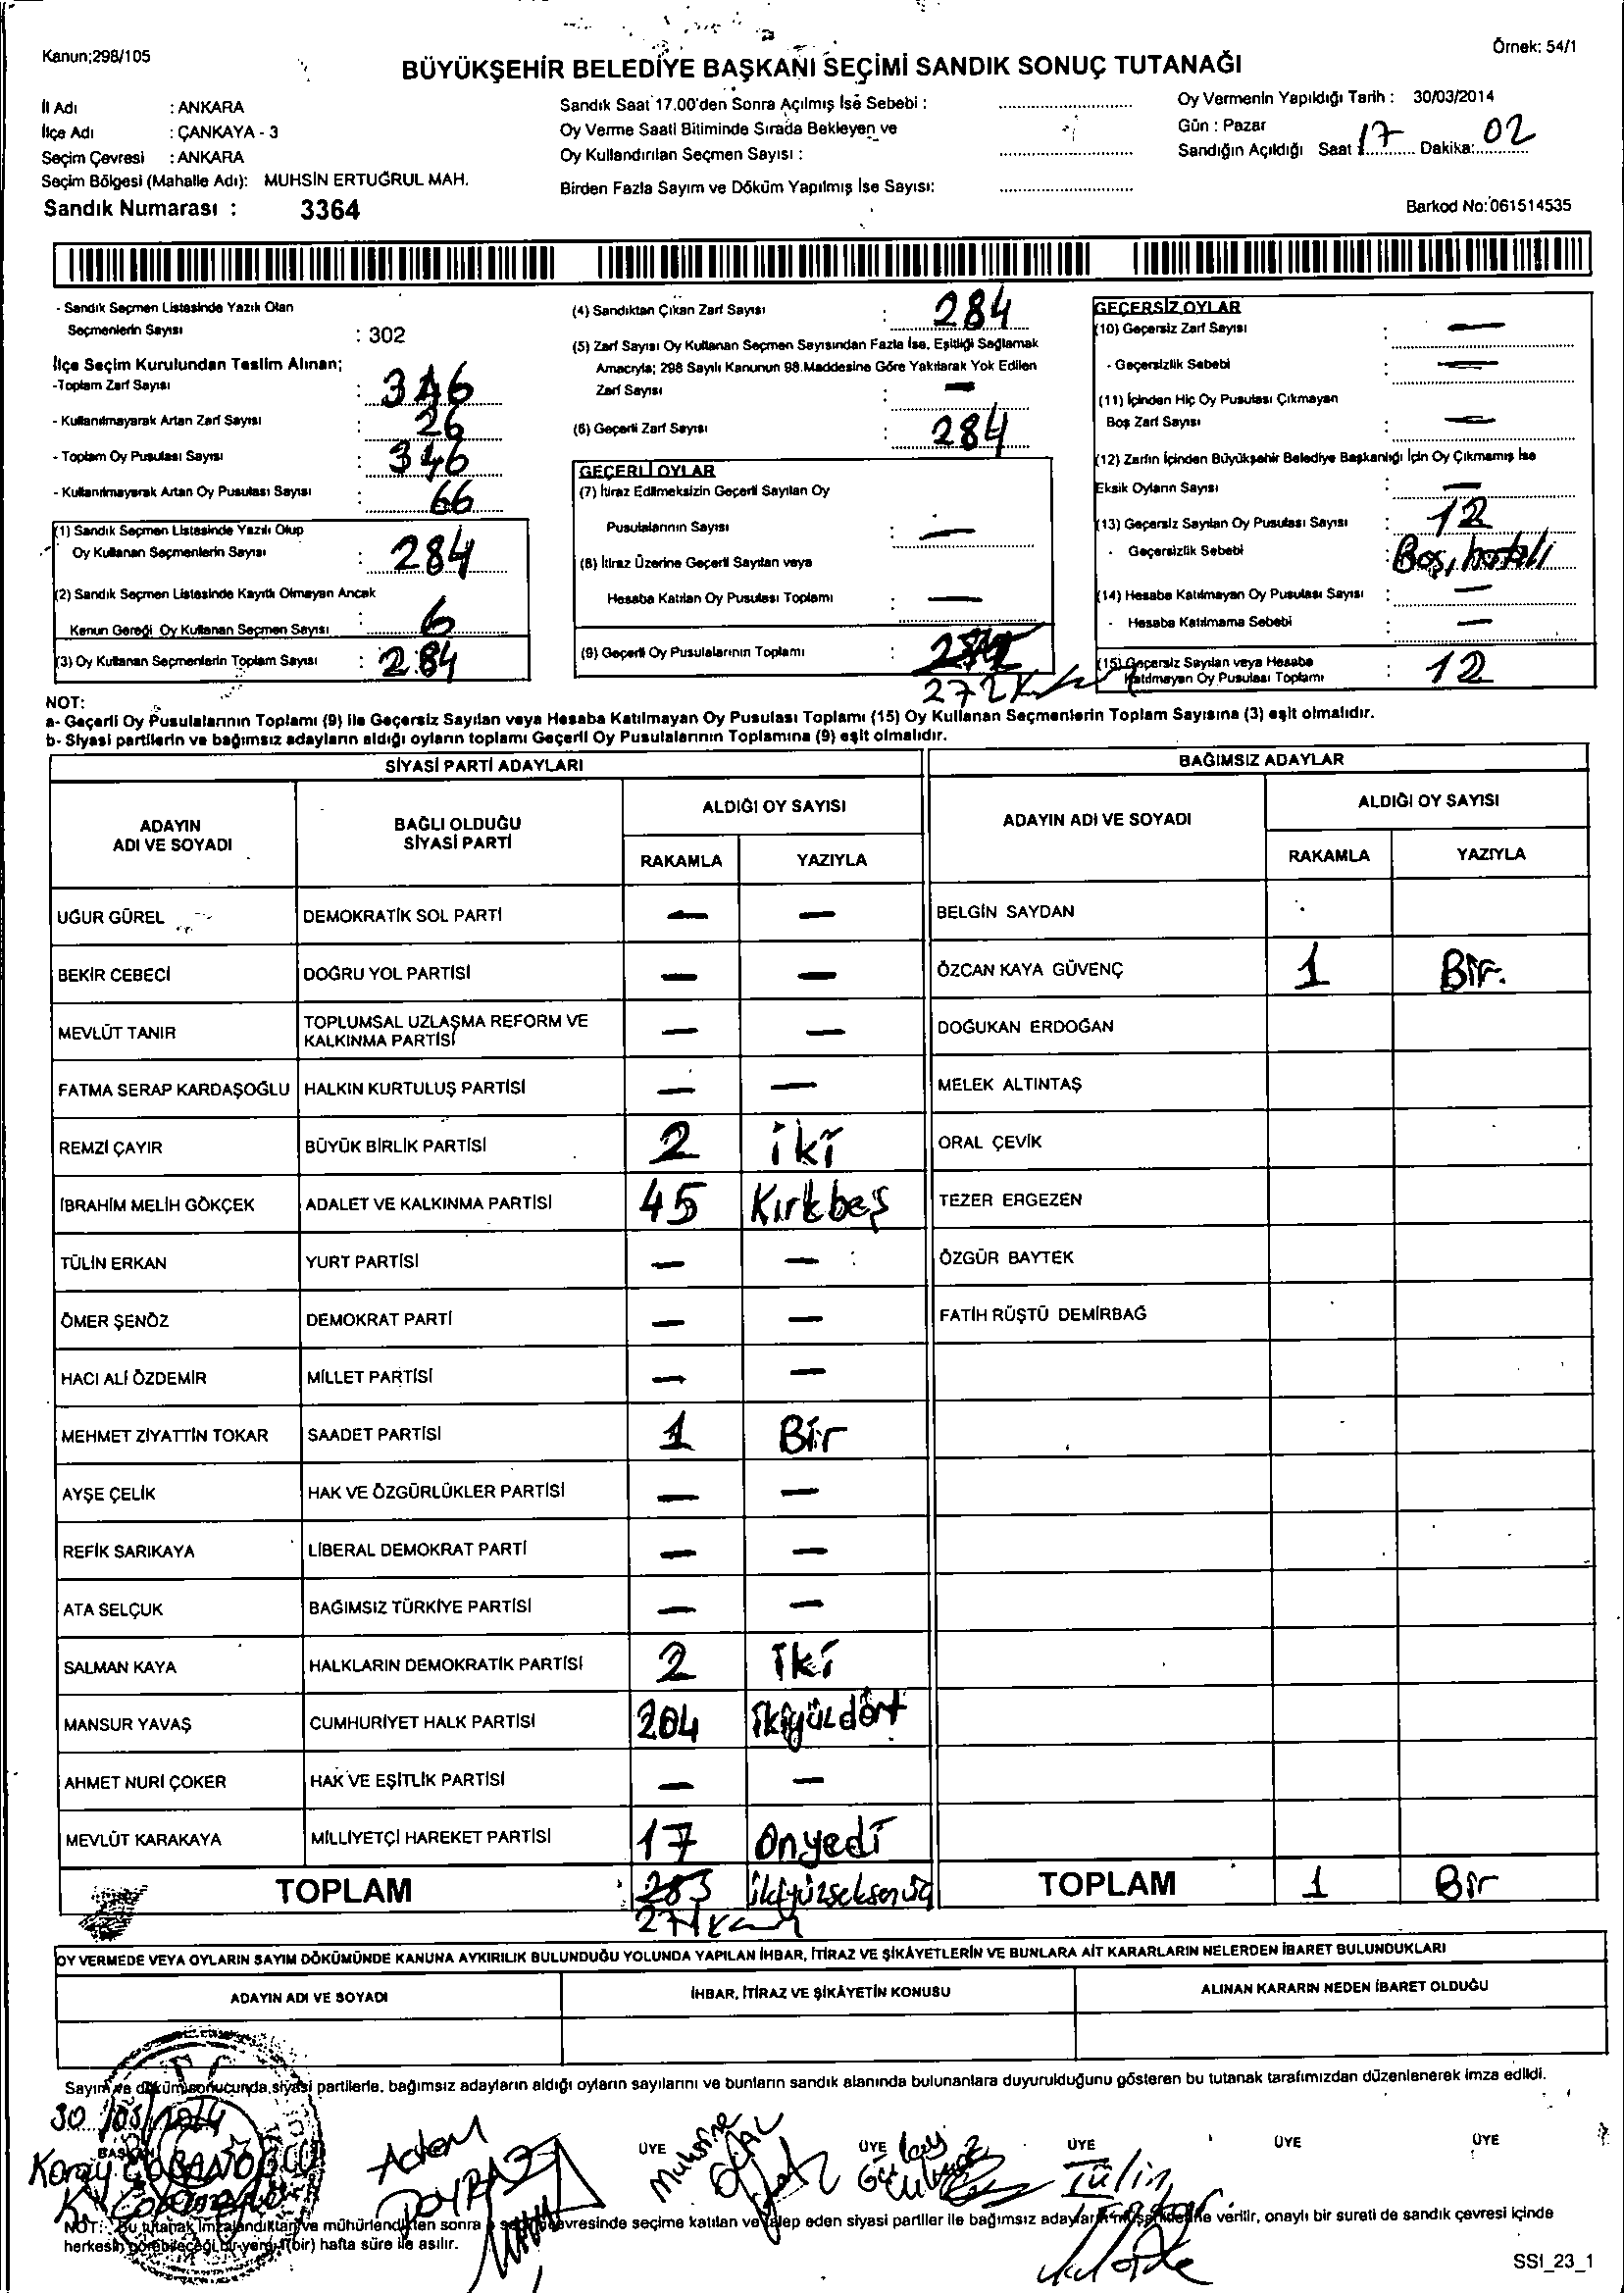 Kanun;298/105
Örnek: 54/1
BÜYÜKŞEHİR BELEDİYE BAŞKANI SEÇİMİ SANDIK SONUÇ TUTANAĞI
İl Adı : ANKARA
İlçe Adı : ÇANKAYA - 3
Seçim Çevresi : ANKARA
Seçim Bölgesi (Mahalle Adı): MUHSİN ERTUĞRUL MAH.
Sandık Numarası : 3364
Sandık Saat 17.00'den Sonra Açılmış İse Sebebi :
Oy Verme Saati Bitiminde Sırada Bekleyen ve
Oy Kullandırılan Seçmen Sayısı :
Birden Fazla Sayım ve Döküm Yapılmış İse Sayısı:
Oy Vermenin Yapıldığı Tarih : 30/03/2014
Gün : Pazar
Sandığın Açıldığı Saat : 17 Dakika: 02
Barkod No: 061514535
- Sandık Seçmen Listesinde Yazılı Olan
Seçmenlerin Sayısı : 302
İlçe Seçim Kurulundan Teslim Alınan;
-Toplam Zarf Sayısı : 346
- Kullanılmayarak Artan Zarf Sayısı : 26
- Toplam Oy Pusulası Sayısı : 346
- Kullanılmayarak Artan Oy Pusulası Sayısı : 66
(1) Sandık Seçmen Listesinde Yazılı Olup
Oy Kullanan Seçmenlerin Sayısı : 284
(2) Sandık Seçmen Listesinde Kayıtlı Olmayan Ancak
Kanun Gereği Oy Kullanan Seçmen Sayısı : 6
(3) Oy Kullanan Seçmenlerin Toplam Sayısı : 284
(4) Sandıktan Çıkan Zarf Sayısı : 284
(5) Zarf Sayısı Oy Kullanan Seçmen Sayısından Fazla İse, Eşitliği Sağlamak
Amacıyla; 298 Sayılı Kanunun 98.Maddesine Göre Yakılarak Yok Edilen
Zarf Sayısı : —
(6) Geçerli Zarf Sayısı : 284
GEÇERLİ OYLAR
(7) İtiraz Edilmeksizin Geçerli Sayılan Oy
Pusulalarının Sayısı : —
(8) İtiraz Üzerine Geçerli Sayılan veya
Hesaba Katılan Oy Pusulası Toplamı : —
(9) Geçerli Oy Pusulalarının Toplamı :
272
GEÇERSİZ OYLAR
(10) Geçersiz Zarf Sayısı : —
- Geçersizlik Sebebi : —
(11) İçinden Hiç Oy Pusulası Çıkmayan
Boş Zarf Sayısı : —
(12) Zarfın İçinden Büyükşehir Belediye Başkanlığı İçin Oy Çıkmamış İse
Eksik Oyların Sayısı : —
(13) Geçersiz Sayılan Oy Pusulası Sayısı : 12
- Geçersizlik Sebebi : Boş, hatalı
(14) Hesaba Katılmayan Oy Pusulası Sayısı : —
- Hesaba Katılmama Sebebi : —
(15) Geçersiz Sayılan veya Hesaba
Katılmayan Oy Pusulası Toplamı : 12
NOT:
a- Geçerli Oy Pusulalarının Toplamı (9) ile Geçersiz Sayılan veya Hesaba Katılmayan Oy Pusulası Toplamı (15) Oy Kullanan Seçmenlerin Toplam Sayısına (3) eşit olmalıdır.
b- Siyasi partilerin ve bağımsız adayların aldığı oyların toplamı Geçerli Oy Pusulalarının Toplamına (9) eşit olmalıdır.
SİYASİ PARTİ ADAYLARI
ADAYIN ADI VE SOYADI
BAĞLI OLDUĞU SİYASİ PARTİ
ALDIĞI OY SAYISI
RAKAMLA YAZIYLA
UĞUR GÜREL DEMOKRATİK SOL PARTİ — —
BEKİR CEBECİ DOĞRU YOL PARTİSİ — —
MEVLÜT TANIR TOPLUMSAL UZLAŞMA REFORM VE KALKINMA PARTİSİ — —
FATMA SERAP KARDAŞOĞLU HALKIN KURTULUŞ PARTİSİ — —
REMZİ ÇAYIR BÜYÜK BİRLİK PARTİSİ 2 iki
İBRAHİM MELİH GÖKÇEK ADALET VE KALKINMA PARTİSİ 45 Kırkbeş
TÜLİN ERKAN YURT PARTİSİ — —
ÖMER ŞENÖZ DEMOKRAT PARTİ — —
HACI ALİ ÖZDEMİR MİLLET PARTİSİ — —
MEHMET ZİYATTİN TOKAR SAADET PARTİSİ 1 Bir
AYŞE ÇELİK HAK VE ÖZGÜRLÜKLER PARTİSİ — —
REFİK SARIKAYA LİBERAL DEMOKRAT PARTİ — —
ATA SELÇUK BAĞIMSIZ TÜRKİYE PARTİSİ — —
SALMAN KAYA HALKLARIN DEMOKRATİK PARTİSİ 2 İki
MANSUR YAVAŞ CUMHURİYET HALK PARTİSİ 204 İkiyüzdört
AHMET NURİ ÇOKER HAK VE EŞİTLİK PARTİSİ — —
MEVLÜT KARAKAYA MİLLİYETÇİ HAREKET PARTİSİ 17 Onyedi
TOPLAM 283 ikiyüzseksenüç
271
BAĞIMSIZ ADAYLAR
ADAYIN ADI VE SOYADI
ALDIĞI OY SAYISI
RAKAMLA YAZIYLA
BELGİN SAYDAN
ÖZCAN KAYA GÜVENÇ 1 Bir.
DOĞUKAN ERDOĞAN
MELEK ALTINTAŞ
ORAL ÇEVİK
TEZER ERGEZEN
ÖZGÜR BAYTEK
FATİH RÜŞTÜ DEMİRBAĞ
TOPLAM 1 Bir
OY VERMEDE VEYA OYLARIN SAYIM DÖKÜMÜNDE KANUNA AYKIRILIK BULUNDUĞU YOLUNDA YAPILAN İHBAR, İTİRAZ VE ŞİKÂYETLERİN VE BUNLARA AİT KARARLARIN NELERDEN İBARET BULUNDUKLARI
ADAYIN ADI VE SOYADI
İHBAR, İTİRAZ VE ŞİKÂYETİN KONUSU
ALINAN KARARIN NEDEN İBARET OLDUĞU
Sayım ve döküm sonucunda, siyasi partilerle, bağımsız adayların aldığı oyların sayılarını ve bunların sandık alanında bulunanlara duyurulduğunu gösteren bu tutanak tarafımızdan düzenlenerek imza edildi.
30/03/2014
BAŞKAN ÜYE ÜYE ÜYE ÜYE ÜYE
Koray ÇOBANOĞLU
Adem POYRAZ
Muhsine
Tülin
NOT: Bu tutanak imzalandıktan ve mühürlendikten sonra seçim çevresinde seçime katılan ve talep eden siyasi partiler ile bağımsız adayların müşahitlerine verilir, onaylı bir sureti de sandık çevresi içinde
herkesin görebileceği bir yere 1(bir) hafta süre ile asılır.
SSI_23_1